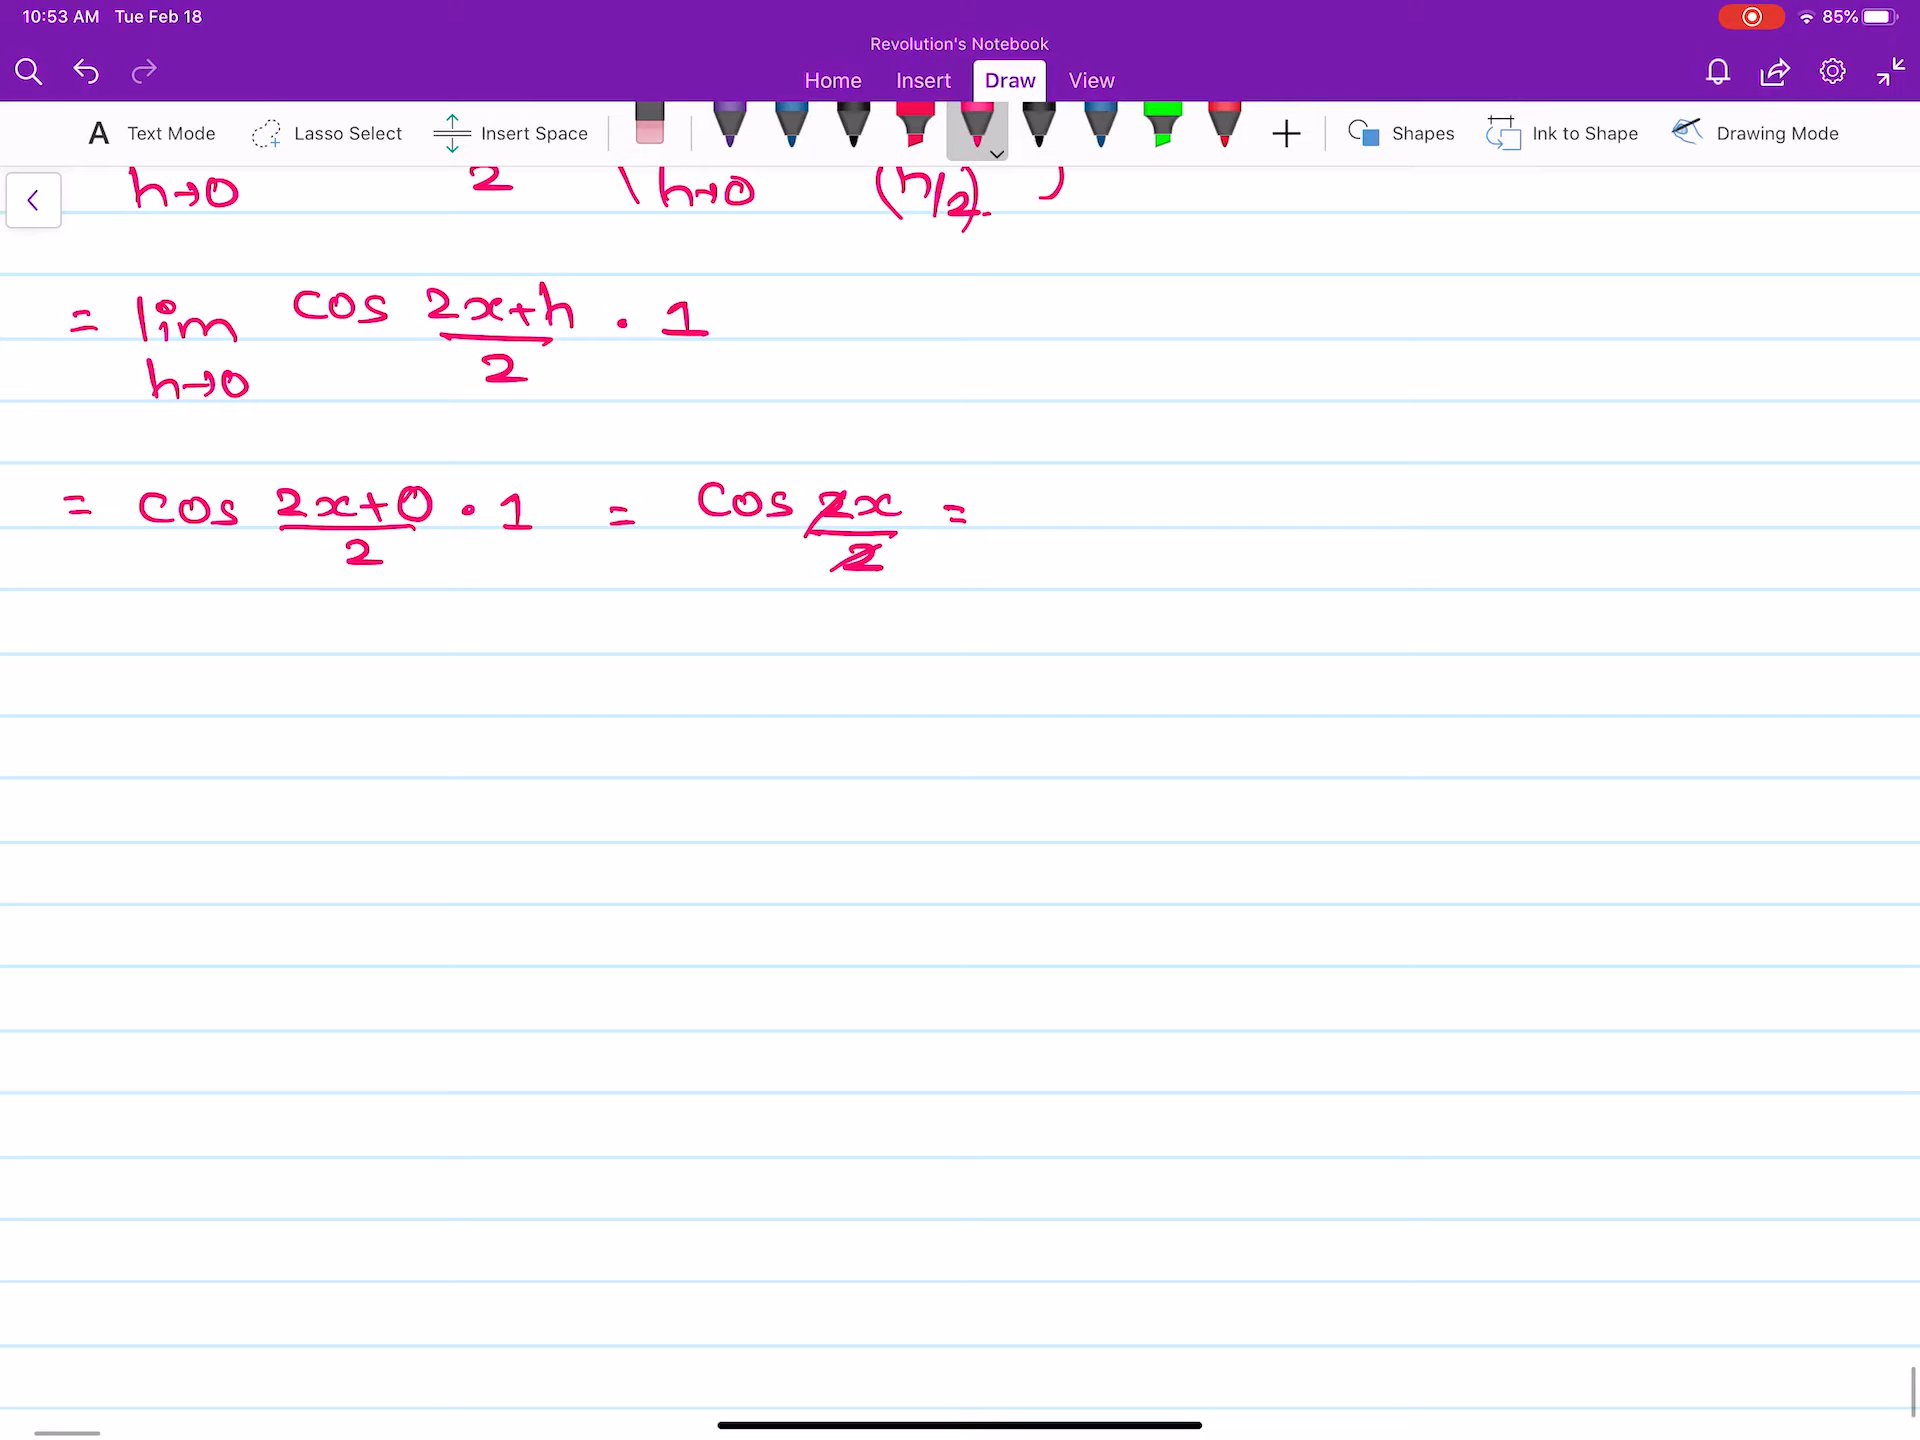 10:53 AM Tue Feb 18 85%
Revolution's Notebook
Home Insert Draw View
A Text Mode Lasso Select Insert Space Shapes Ink to Shape Drawing Mode
h→0 2 ( h→0 (h/2) )
= lim cos 2x+h . 1
h→0 2
= cos 2x+0 . 1 = cos 2x =
2 2